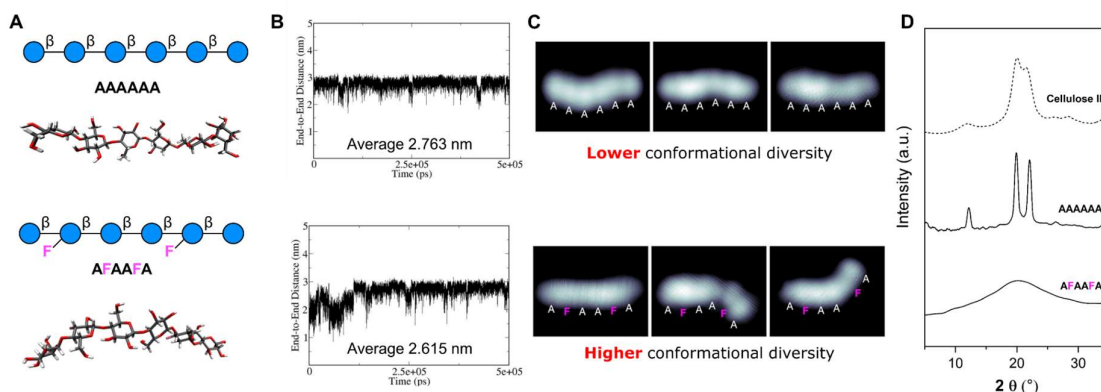 A
β β β β β
AAAAAA
β β β β β
F F
AFAAFA
B
End-to-End Distance (nm)
5
4
3
2
1
0 2.5e+05 5e+05
Average 2.763 nm
Time (ps)
End-to-End Distance (nm)
5
4
3
2
1
0 2.5e+05 5e+05
Average 2.615 nm
Time (ps)
C
A A A A A A
A A A A A A
A A A A A A
Lower conformational diversity
A F A A F A
A F A A F A
A F A A F A
Higher conformational diversity
D
Intensity (a.u.)
Cellulose II
AAAAAA
AFAAFA
10 20 30
2 θ (°)